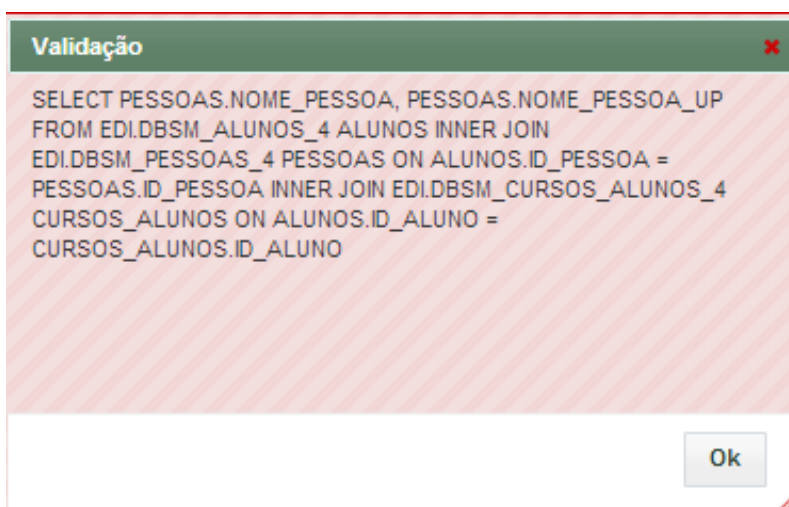 Validação
SELECT PESSOAS.NOME_PESSOA, PESSOAS.NOME_PESSOA_UP
FROM EDI.DBSM_ALUNOS_4 ALUNOS INNER JOIN
EDI.DBSM_PESSOAS_4 PESSOAS ON ALUNOS.ID_PESSOA =
PESSOAS.ID_PESSOA INNER JOIN EDI.DBSM_CURSOS_ALUNOS_4
CURSOS_ALUNOS ON ALUNOS.ID_ALUNO =
CURSOS_ALUNOS.ID_ALUNO
Ok